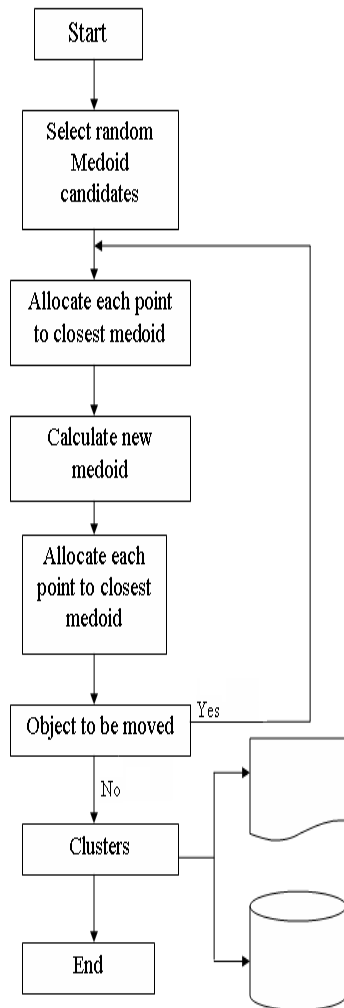 Start
Select random
Medoid
candidates
Allocate each point
to closest medoid
Calculate new
medoid
Allocate each
point to closest
medoid
Object to be moved
Yes
No
Clusters
End